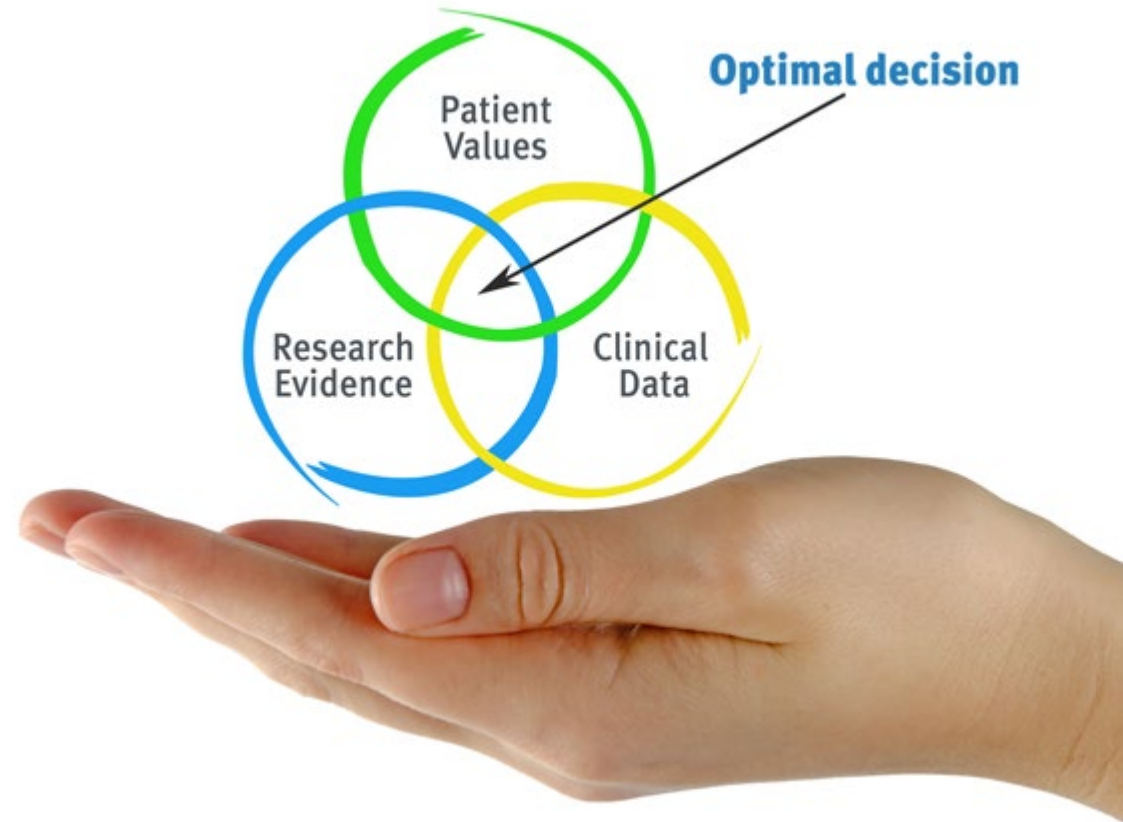 Optimal decision
Patient
Values
Research
Evidence
Clinical
Data